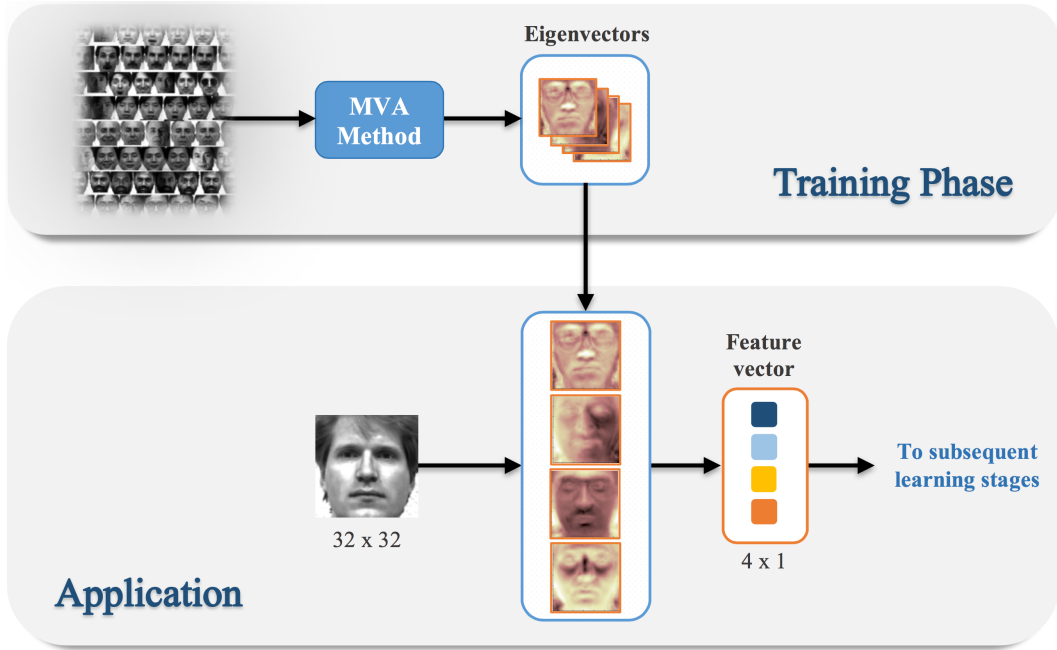 Eigenvectors
MVA
Method
Training Phase
Feature
vector
To subsequent
learning stages
32 x 32
4 x 1
Application